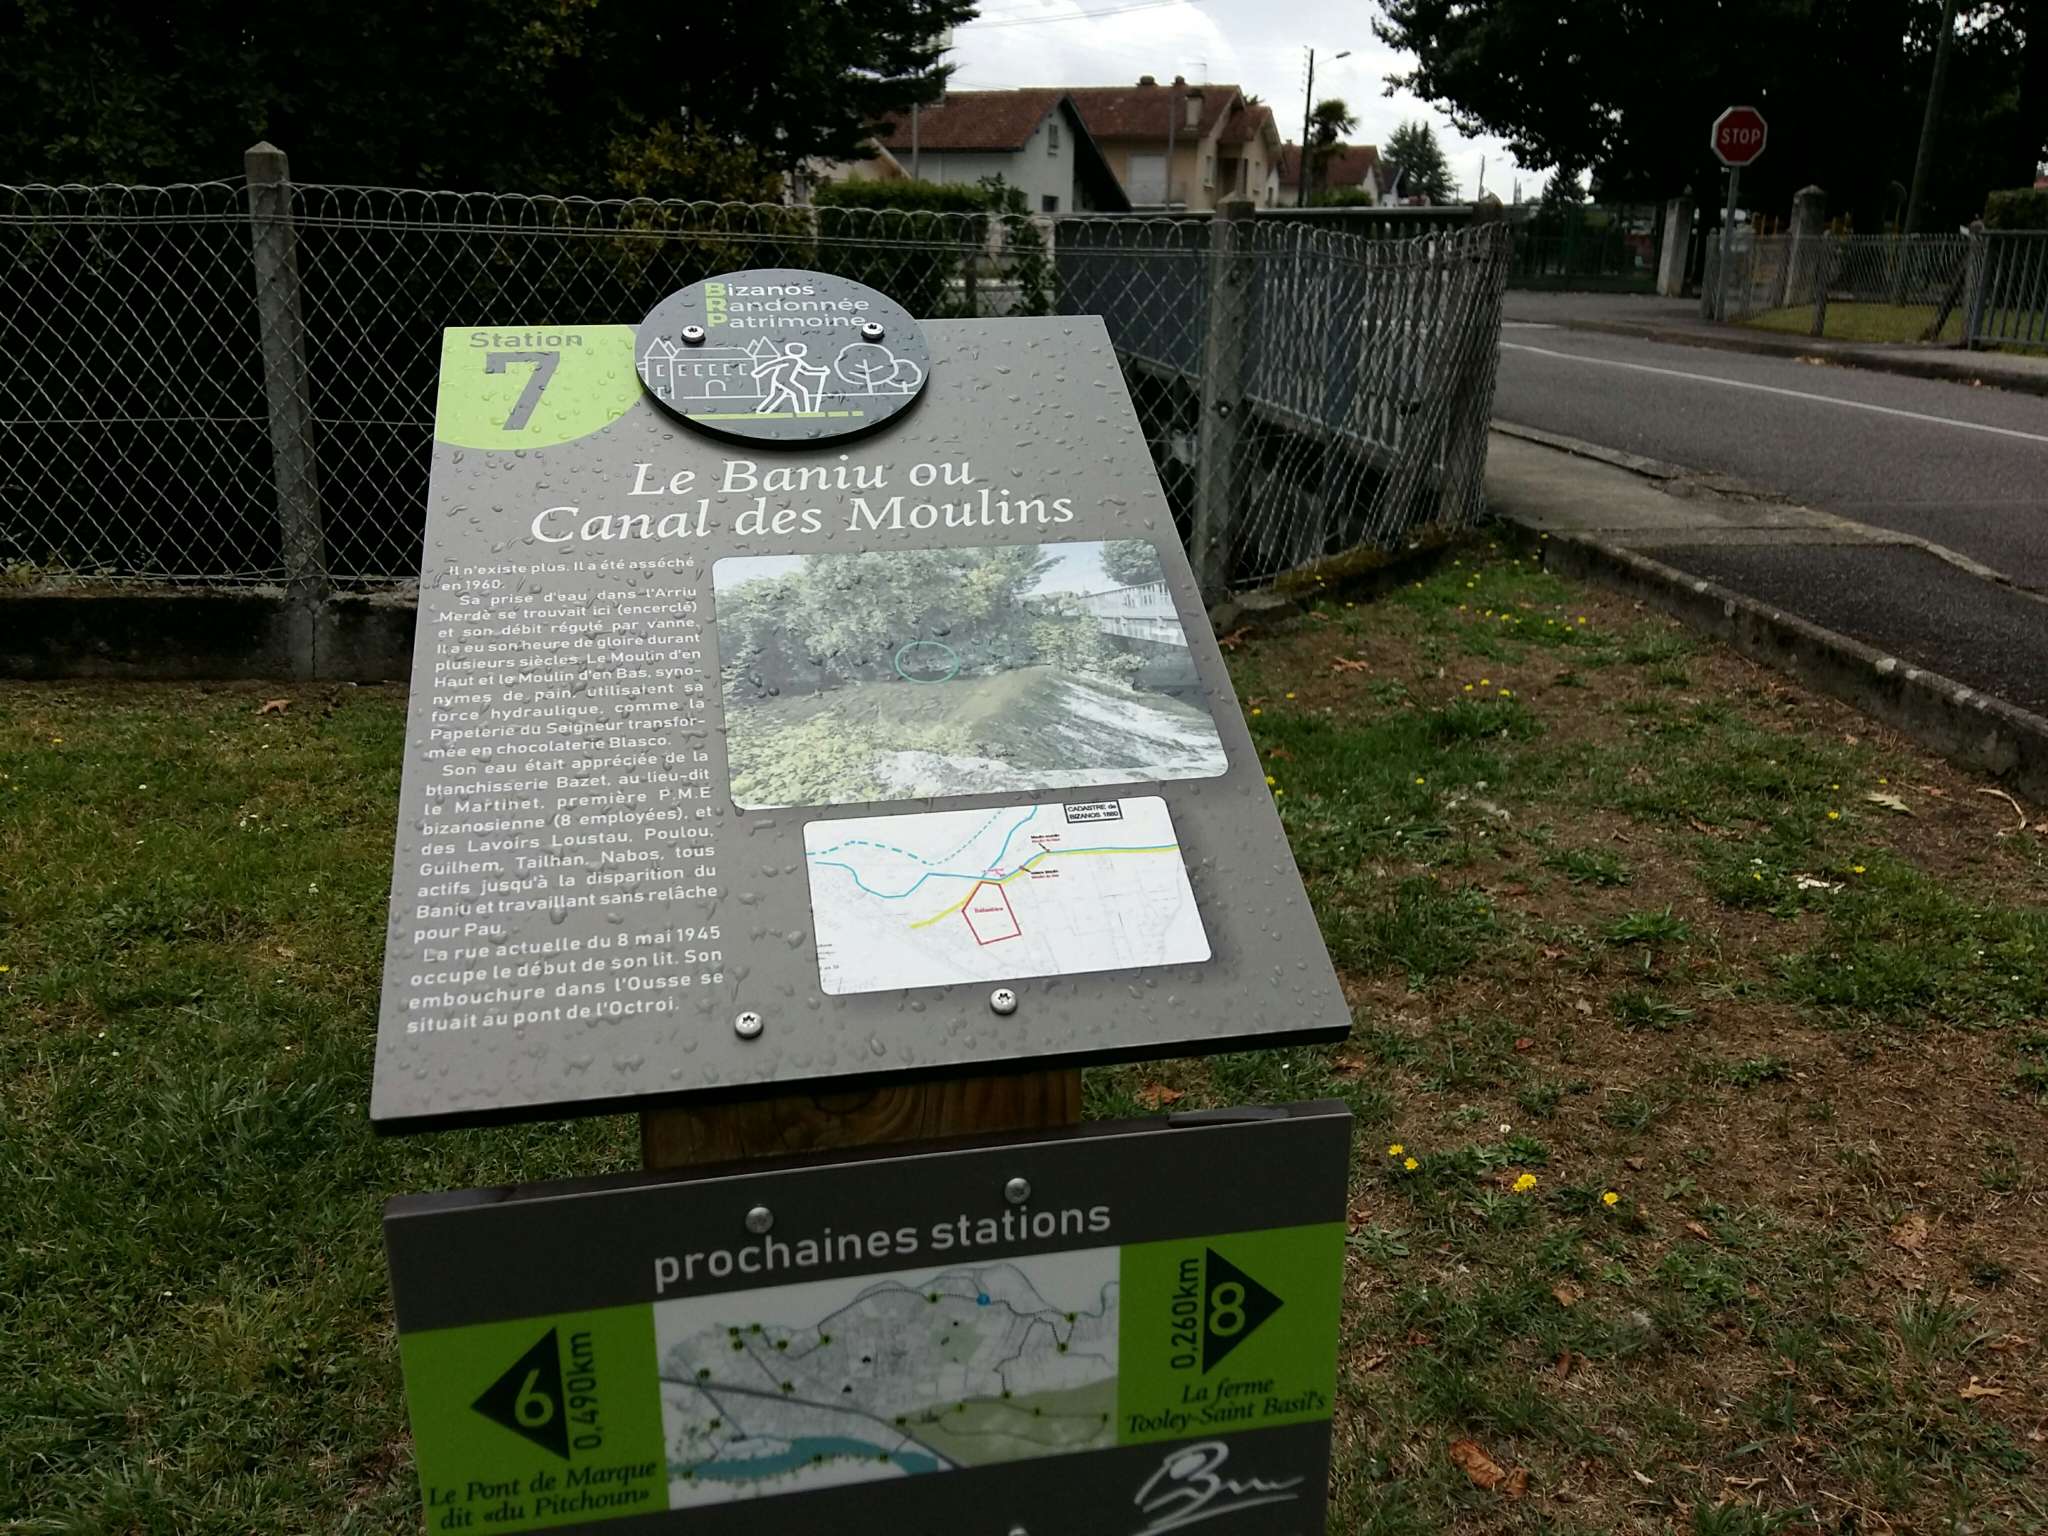 STOP
Bizanos
Randonnée
Patrimoine
Station
7
Le Baniu ou
Canal des Moulins
Il n'existe plus. Il a été asséché
en 1960.
Sa prise d'eau dans l'Arriu
Merdè se trouvait ici (encerclé)
et son débit régulé par vanne.
Il a eu son heure de gloire durant
plusieurs siècles. Le Moulin d'en
Haut et le Moulin d'en Bas, syno-
nymes de pain, utilisaient sa
force hydraulique, comme la
Papeterie du Seigneur transfor-
mée en chocolaterie Blasco.
Son eau était appréciée de la
blanchisserie Bazet, au lieu-dit
le Martinet, première P.M.E
bizanosienne (8 employées), et
des Lavoirs Loustau, Poulou,
Guilhem, Tailhan, Nabos, tous
actifs jusqu'à la disparition du
Baniu et travaillant sans relâche
pour Pau.
La rue actuelle du 8 mai 1945
occupe le début de son lit. Son
embouchure dans l'Ousse se
situait au pont de l'Octroi.
CADASTRE de
BIZANOS 1880
prochaines stations
6
0,490km
Le Pont de Marque
dit «du Pitchoun»
0,260km
8
La ferme
Tooley-Saint Basil's